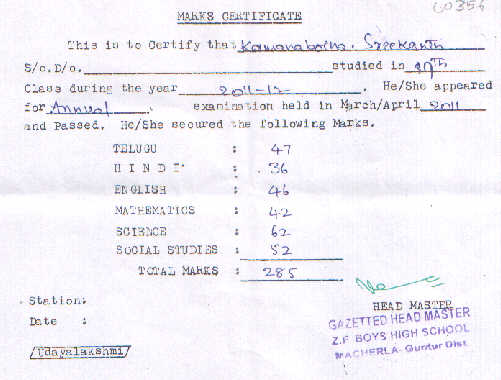 00356
MARKS CERTIFICATE
This is to Certify that Sreekanth
S/o.D/o. studied in 10TH
Class during the year 2011-12. He/She appeared
for Annual, examination held in March/April 2011
and Passed. He/She secured the following Marks.
TELUGU : 47
HINDI : 36
ENGLISH : 46
MATHEMATICS : 42
SCIENCE : 62
SOCIAL STUDIES : 52
TOTAL MARKS : 285
Station:
HEAD MASTER
Date :
GAZETTED HEAD MASTER
Z.P. BOYS HIGH SCHOOL
MACHERLA- Guntur Dist.
/Udayalakshmi/